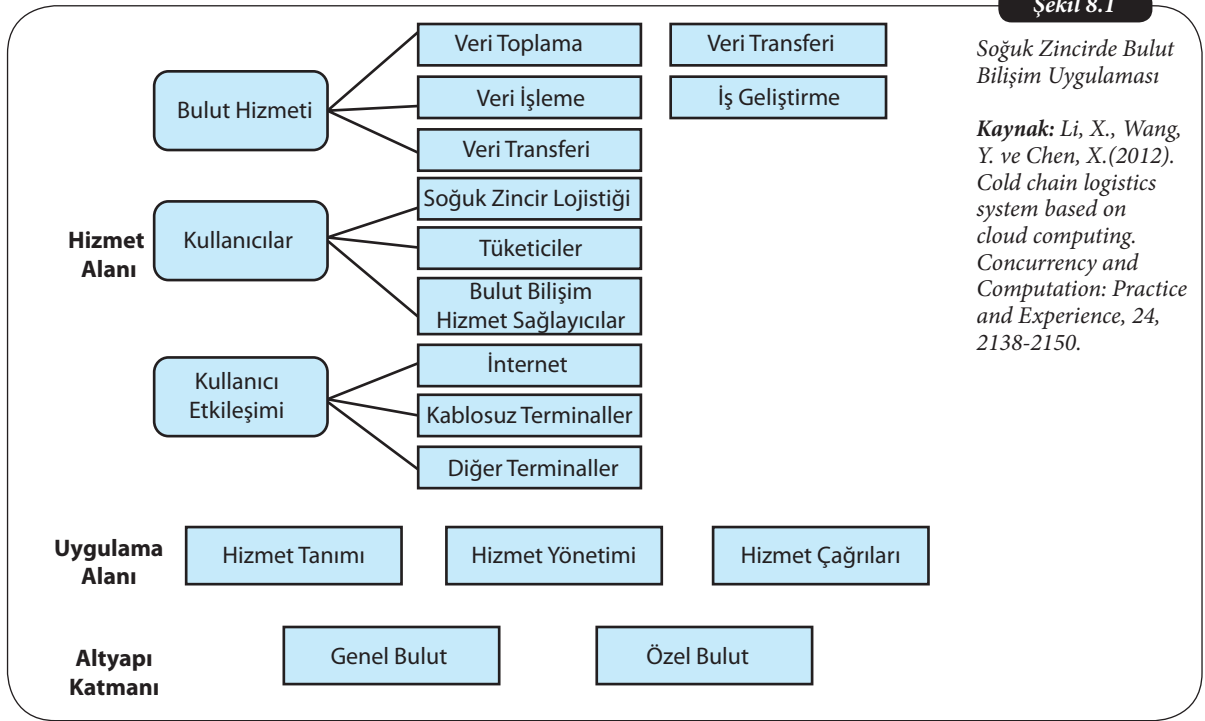 Şekil 8.1
Soğuk Zincirde Bulut
Bilişim Uygulaması
Kaynak: Li, X., Wang,
Y. ve Chen, X.(2012).
Cold chain logistics
system based on
cloud computing.
Concurrency and
Computation: Practice
and Experience, 24,
2138-2150.
Hizmet
Alanı
Bulut Hizmeti
Veri Toplama
Veri Transferi
Veri İşleme
İş Geliştirme
Veri Transferi
Kullanıcılar
Soğuk Zincir Lojistiği
Tüketiciler
Bulut Bilişim
Hizmet Sağlayıcılar
Kullanıcı
Etkileşimi
İnternet
Kablosuz Terminaller
Diğer Terminaller
Uygulama
Alanı
Hizmet Tanımı
Hizmet Yönetimi
Hizmet Çağrıları
Altyapı
Katmanı
Genel Bulut
Özel Bulut